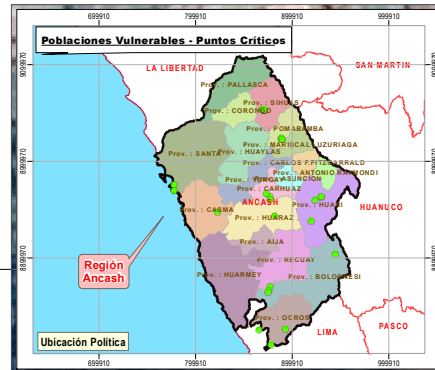 699910 799910 899910 999910
Poblaciones Vulnerables - Puntos Críticos
LA LIBERTAD
SAN MARTIN
Prov. : PALLASCA
Prov. : SIHUAS
Prov. : CORONGO
Prov. : POMABAMBA
Prov. : MARISCAL LUZURIAGA
Prov. : SANTA
Prov. : HUAYLAS
Prov. : CARLOS F.FITZCARRALD
Prov. : ANTONIO RAIMONDI
Prov. : YUNGAY
Prov. : ASUNCION
Prov. : CARHUAZ
ANCASH
Prov. : HUARI
HUANUCO
Prov. : CASMA
Prov. : HUARAZ
Prov. : AIJA
Región
Ancash
Prov. : RECUAY
Prov. : HUARMEY
Prov. : BOLOGNESI
Prov. : OCROS
LIMA
PASCO
Ubicación Política
699910 799910 899910 999910